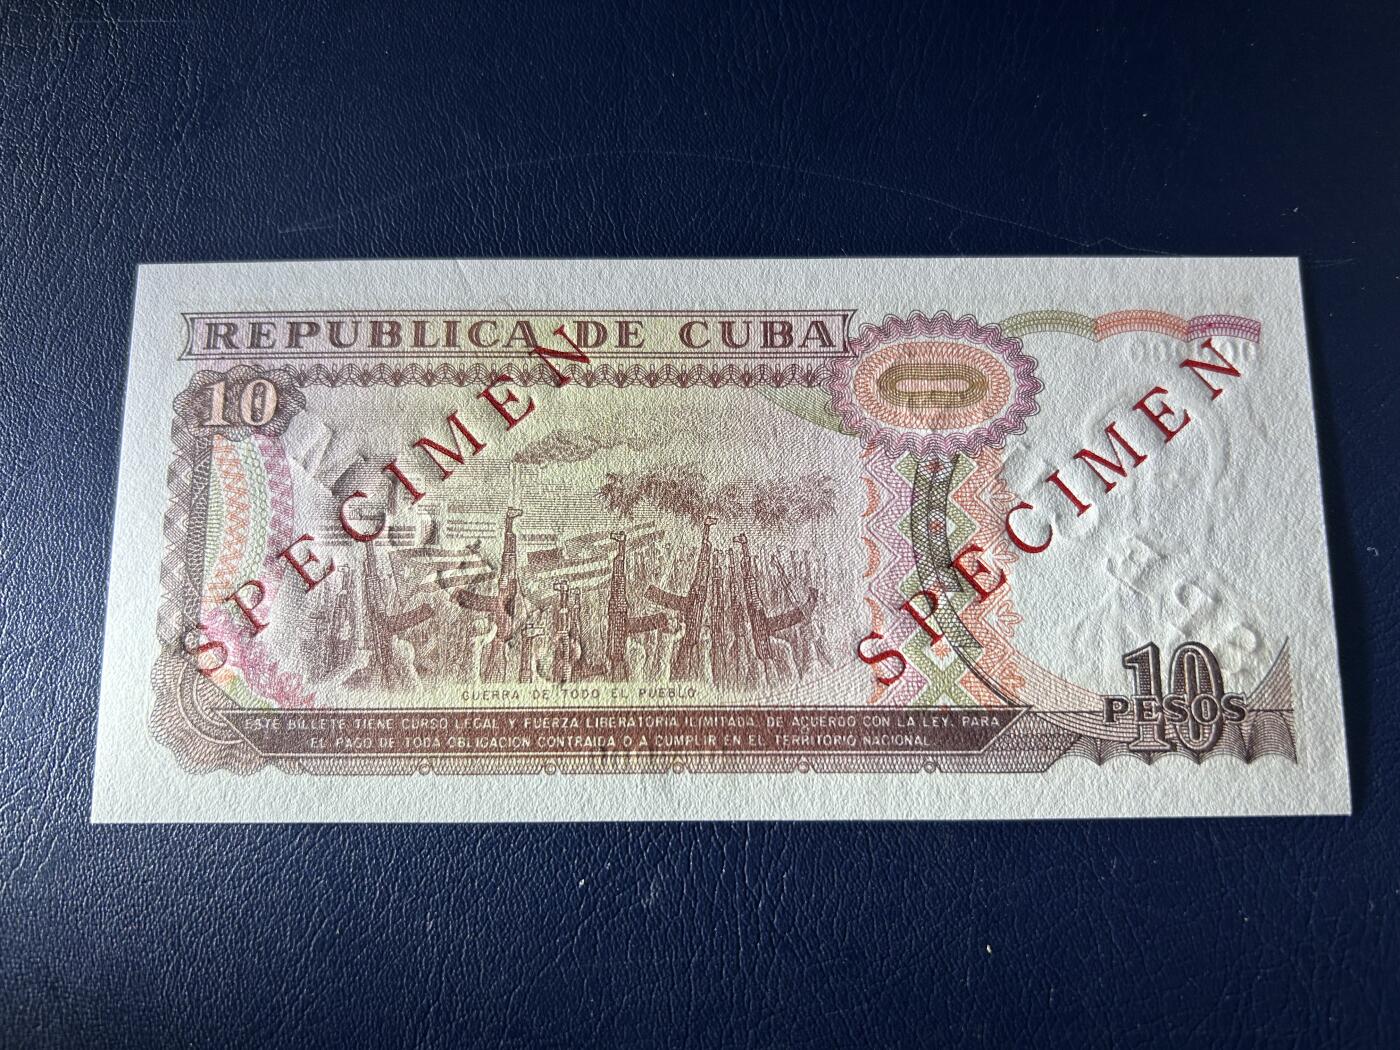 REPUBLICA DE CUBA
10
SPECIMEN
SPECIMEN
GUERRA DE TODO EL PUEBLO
ESTE BILLETE TIENE CURSO LEGAL Y FUERZA LIBERATORIA ILIMITADA, DE ACUERDO CON LA LEY, PARA
EL PAGO DE TODA OBLIGACION CONTRAIDA O A CUMPLIR EN EL TERRITORIO NACIONAL
10
PESOS